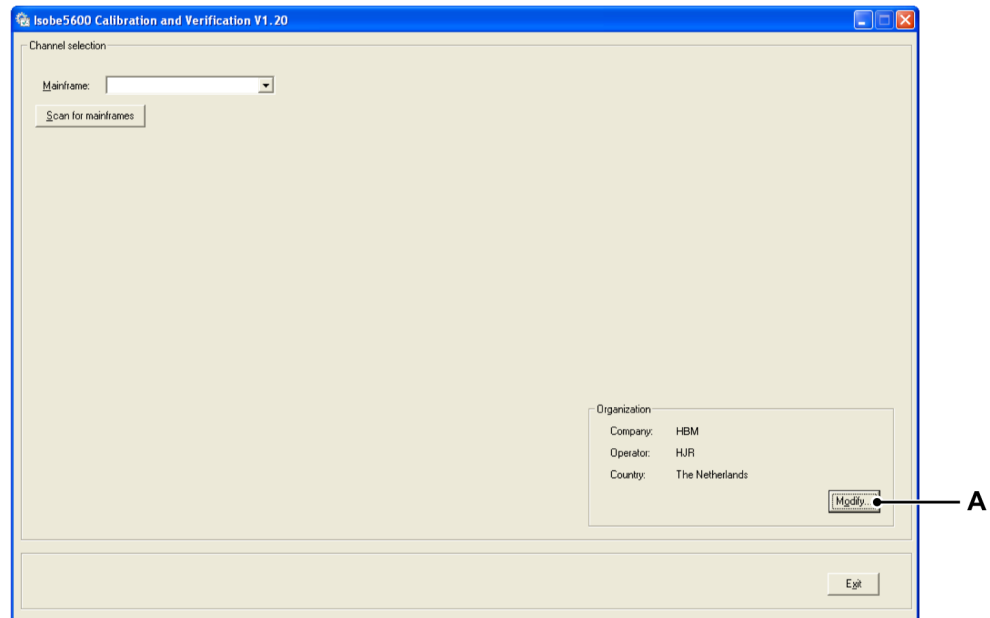 Isobe5600 Calibration and Verification V1.20
Channel selection
Mainframe:
Scan for mainframes
Organization
Company: HBM
Operator: HJR
Country: The Netherlands
Modify...
A
Exit